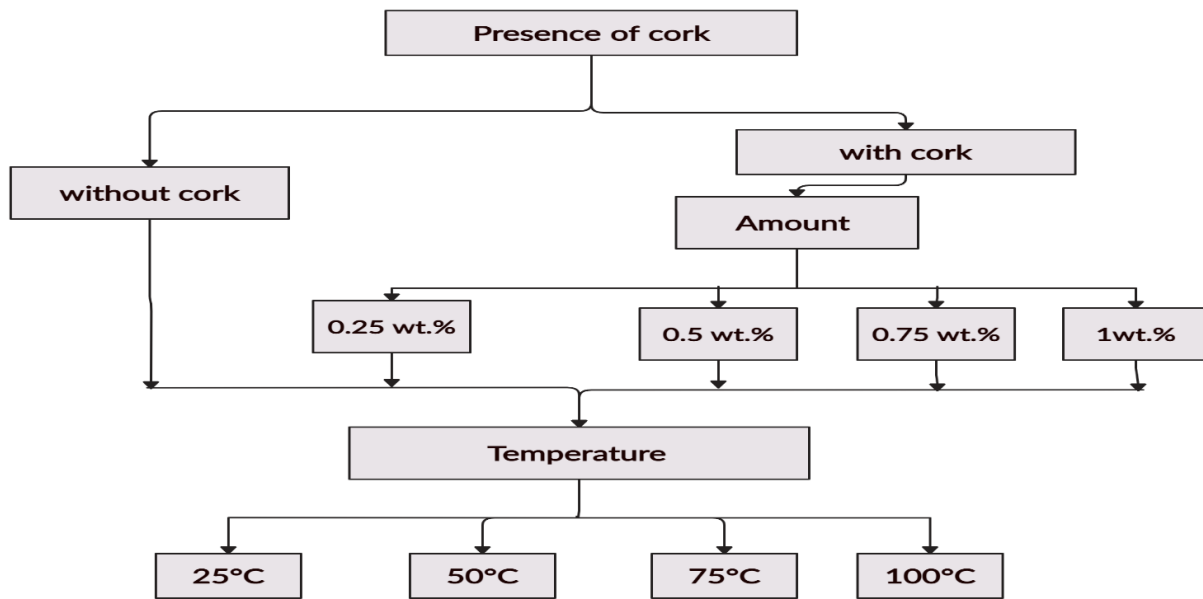 Presence of cork
with cork
without cork
Amount
0.25 wt.%
0.5 wt.%
0.75 wt.%
1wt.%
Temperature
25°C
50°C
75°C
100°C